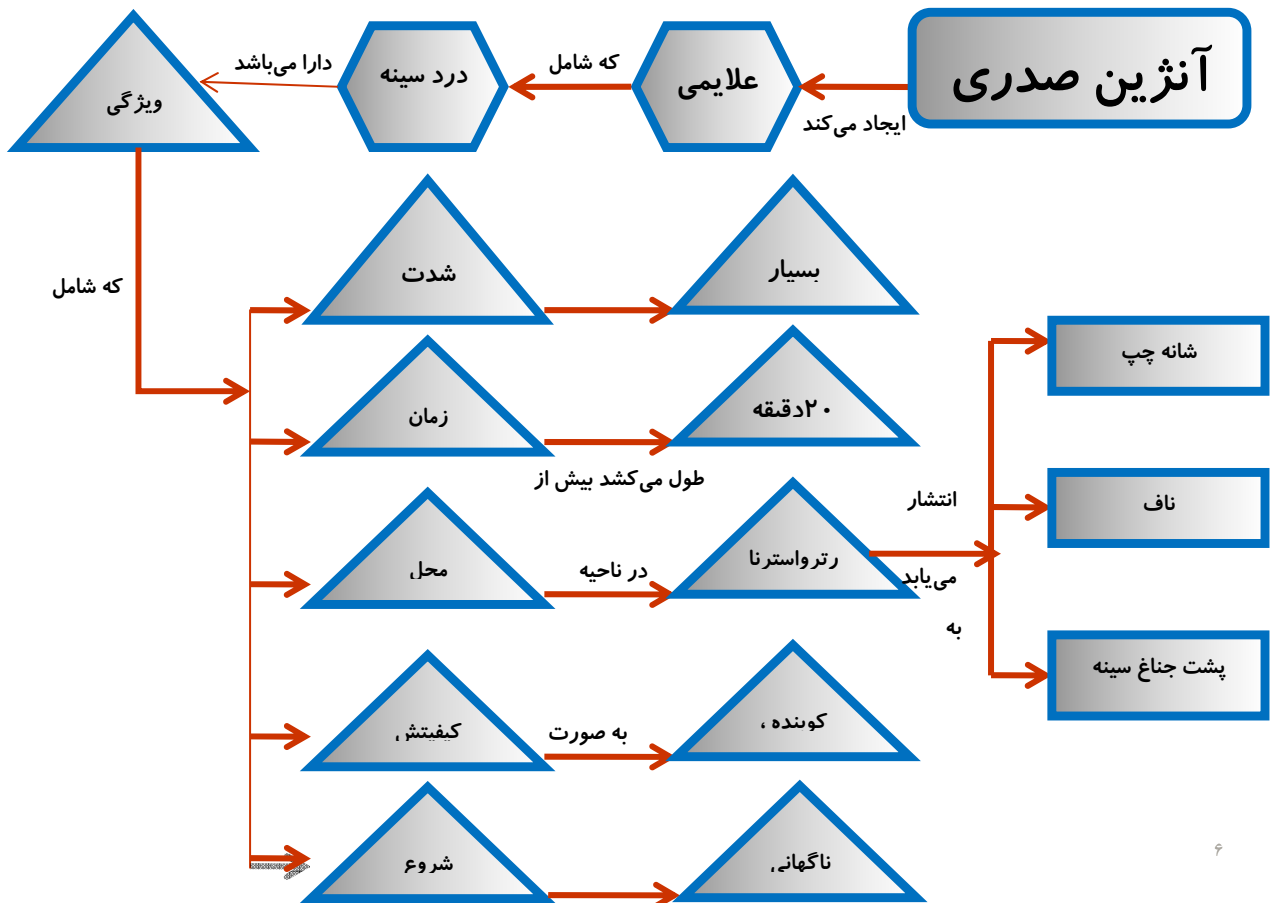 آنژین صدری
ایجاد می‌کند
علایمی
که شامل
درد سینه
دارا می‌باشد
ویژگی
که شامل
شدت
بسیار
زمان
طول می‌کشد بیش از
۲۰دقیقه
محل
در ناحیه
رترواسترنا
انتشار
می‌یابد
به
شانه چپ
ناف
پشت جناغ سینه
کیفیتش
به صورت
کوبنده ،
شروع
ناگهانی
۶